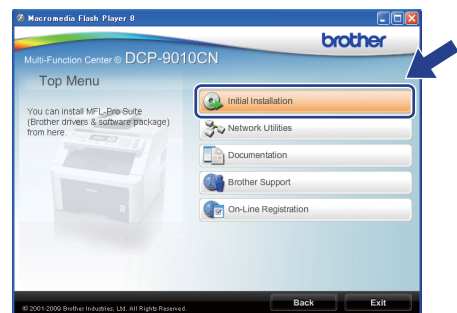 Macromedia Flash Player 8
brother
Multi-Function Center ® DCP-9010CN
Top Menu
You can install MFL-Pro Suite
(Brother drivers & software package)
from here.
Initial Installation
Network Utilities
Documentation
Brother Support
On-Line Registration
© 2001-2009 Brother Industries, Ltd. All Rights Reserved.
Back
Exit